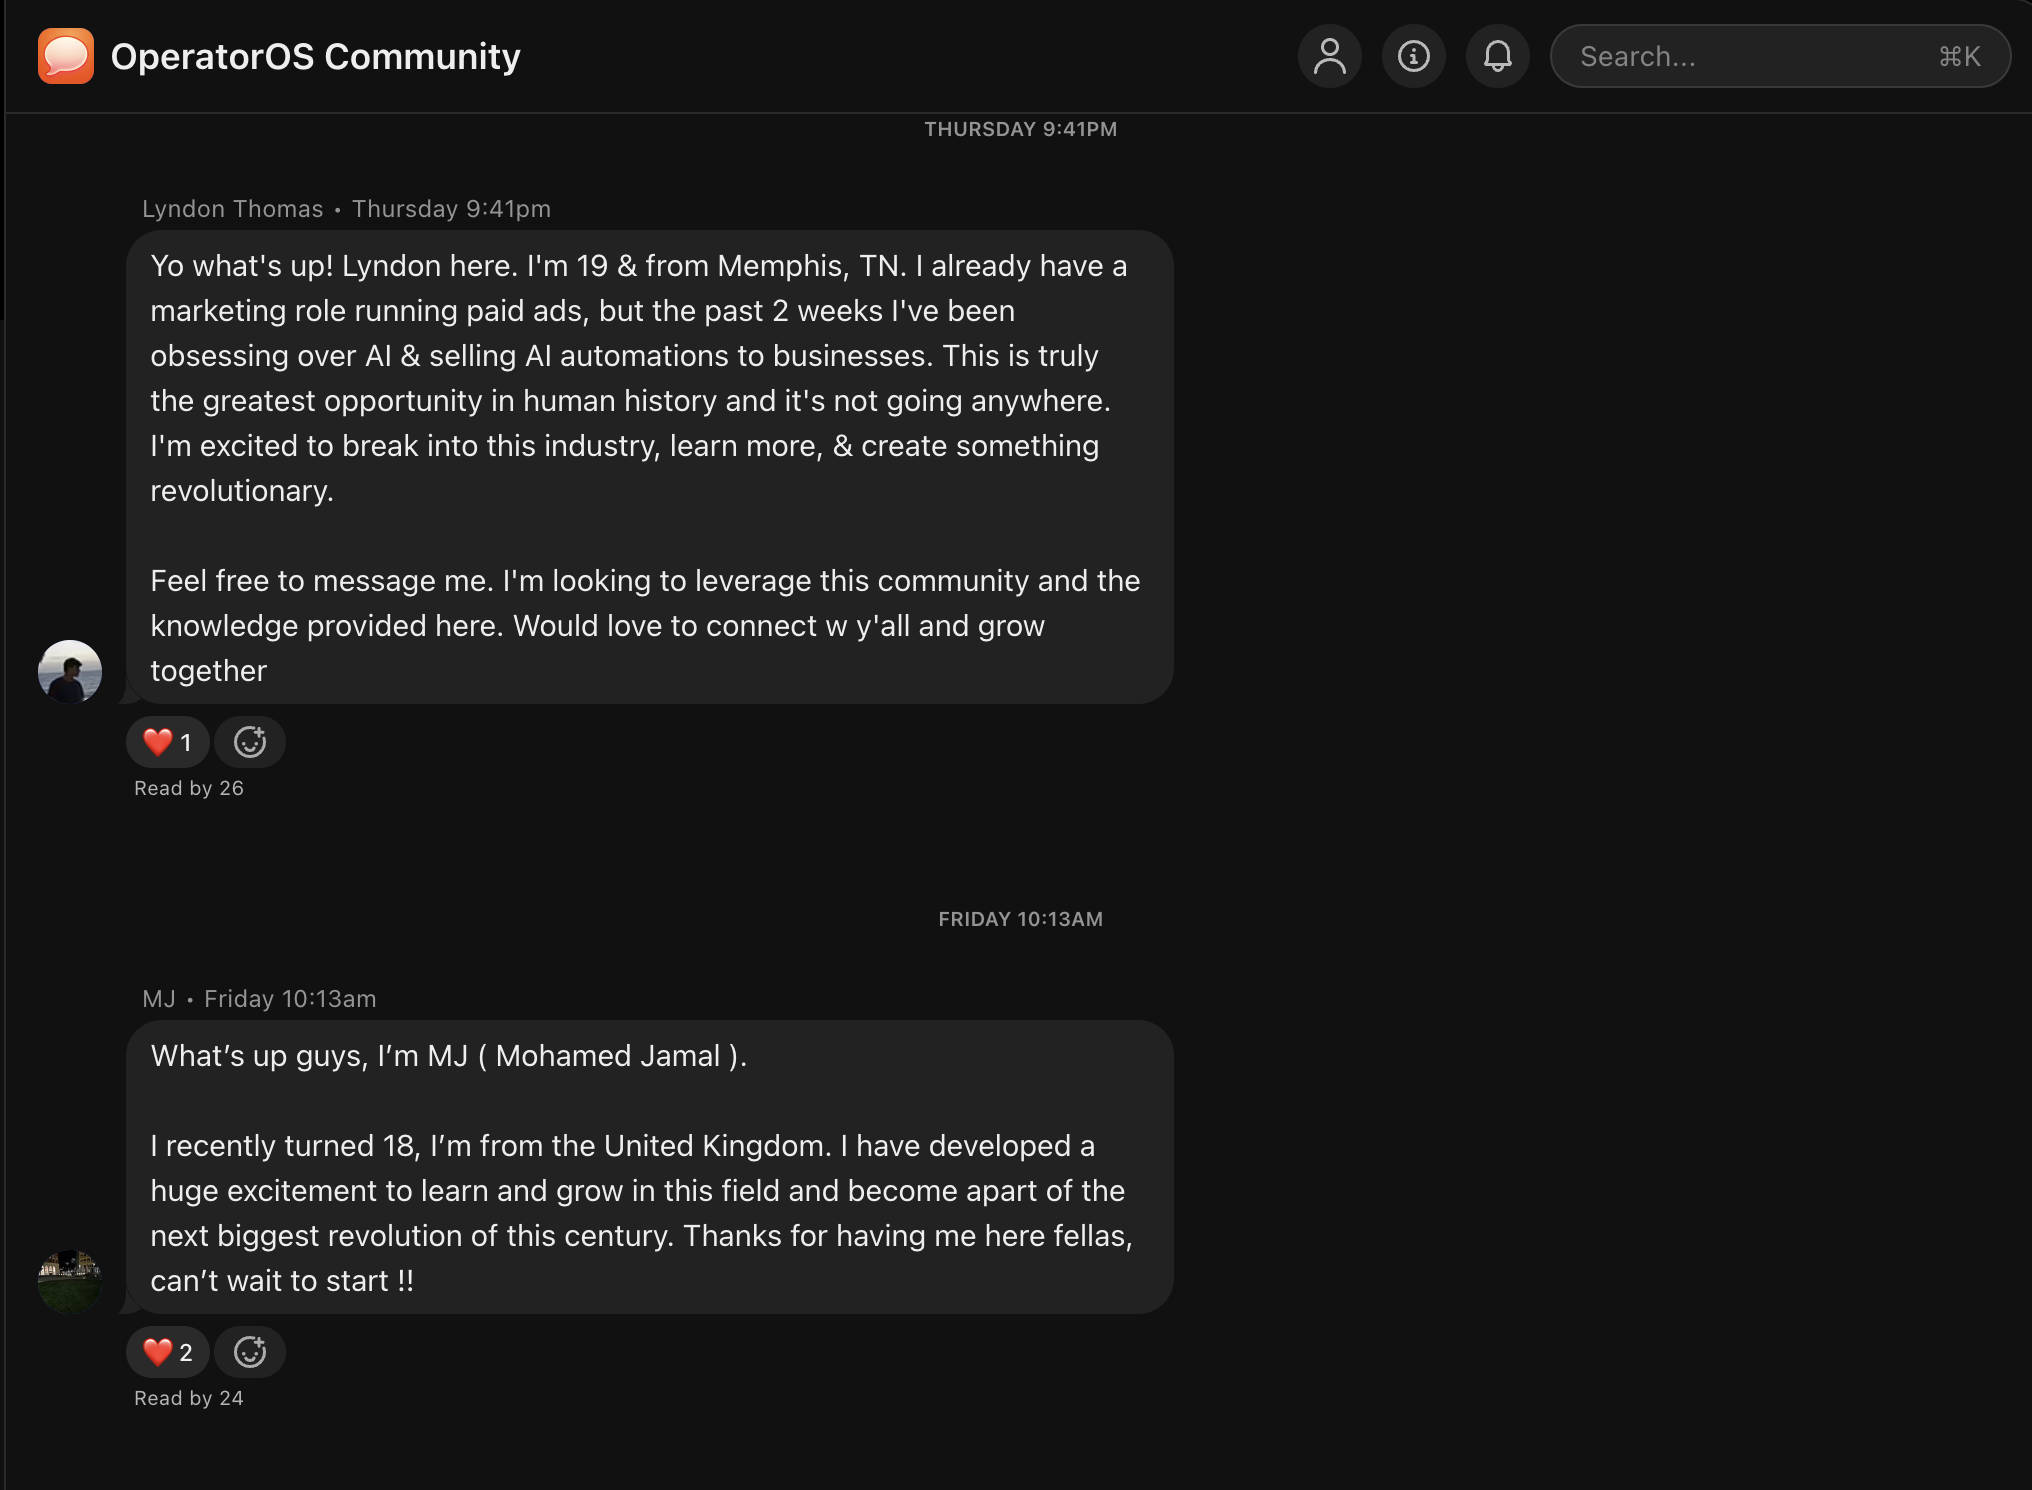 OperatorOS Community
Search...
⌘K
THURSDAY 9:41PM
Lyndon Thomas • Thursday 9:41pm
Yo what's up! Lyndon here. I'm 19 & from Memphis, TN. I already have a
marketing role running paid ads, but the past 2 weeks I've been
obsessing over AI & selling AI automations to businesses. This is truly
the greatest opportunity in human history and it's not going anywhere.
I'm excited to break into this industry, learn more, & create something
revolutionary.
Feel free to message me. I'm looking to leverage this community and the
knowledge provided here. Would love to connect w y'all and grow
together
❤️ 1
Read by 26
FRIDAY 10:13AM
MJ • Friday 10:13am
What’s up guys, I’m MJ ( Mohamed Jamal ).
I recently turned 18, I’m from the United Kingdom. I have developed a
huge excitement to learn and grow in this field and become apart of the
next biggest revolution of this century. Thanks for having me here fellas,
can’t wait to start !!
❤️ 2
Read by 24